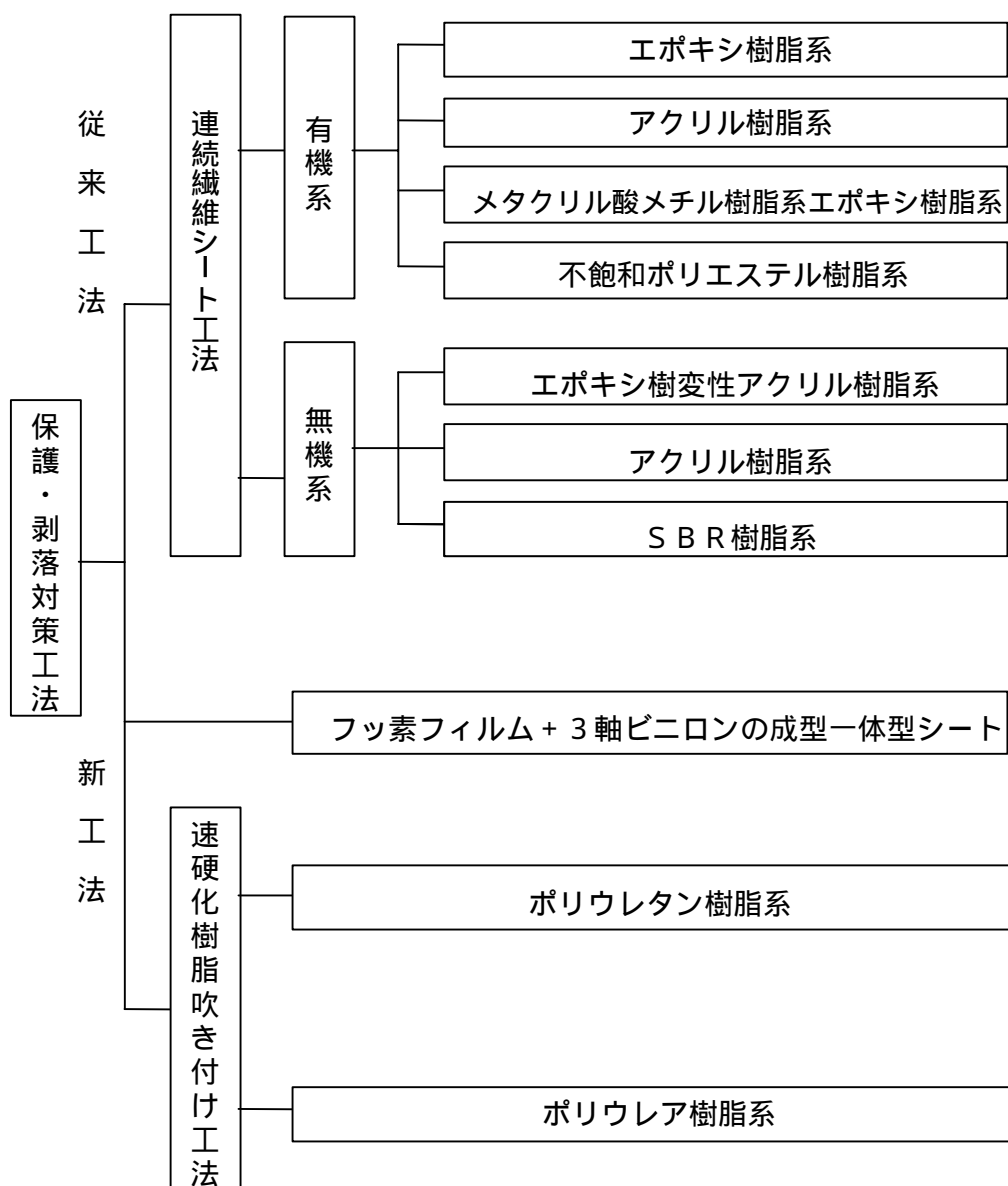 保護・剥落対策工法
従来工法
連続繊維シート工法
有機系
エポキシ樹脂系
アクリル樹脂系
メタクリル酸メチル樹脂系エポキシ樹脂系
不飽和ポリエステル樹脂系
無機系
エポキシ樹変性アクリル樹脂系
アクリル樹脂系
ＳＢＲ樹脂系
新工法
フッ素フィルム+３軸ビニロンの成型一体型シート
速硬化樹脂吹き付け工法
ポリウレタン樹脂系
ポリウレア樹脂系